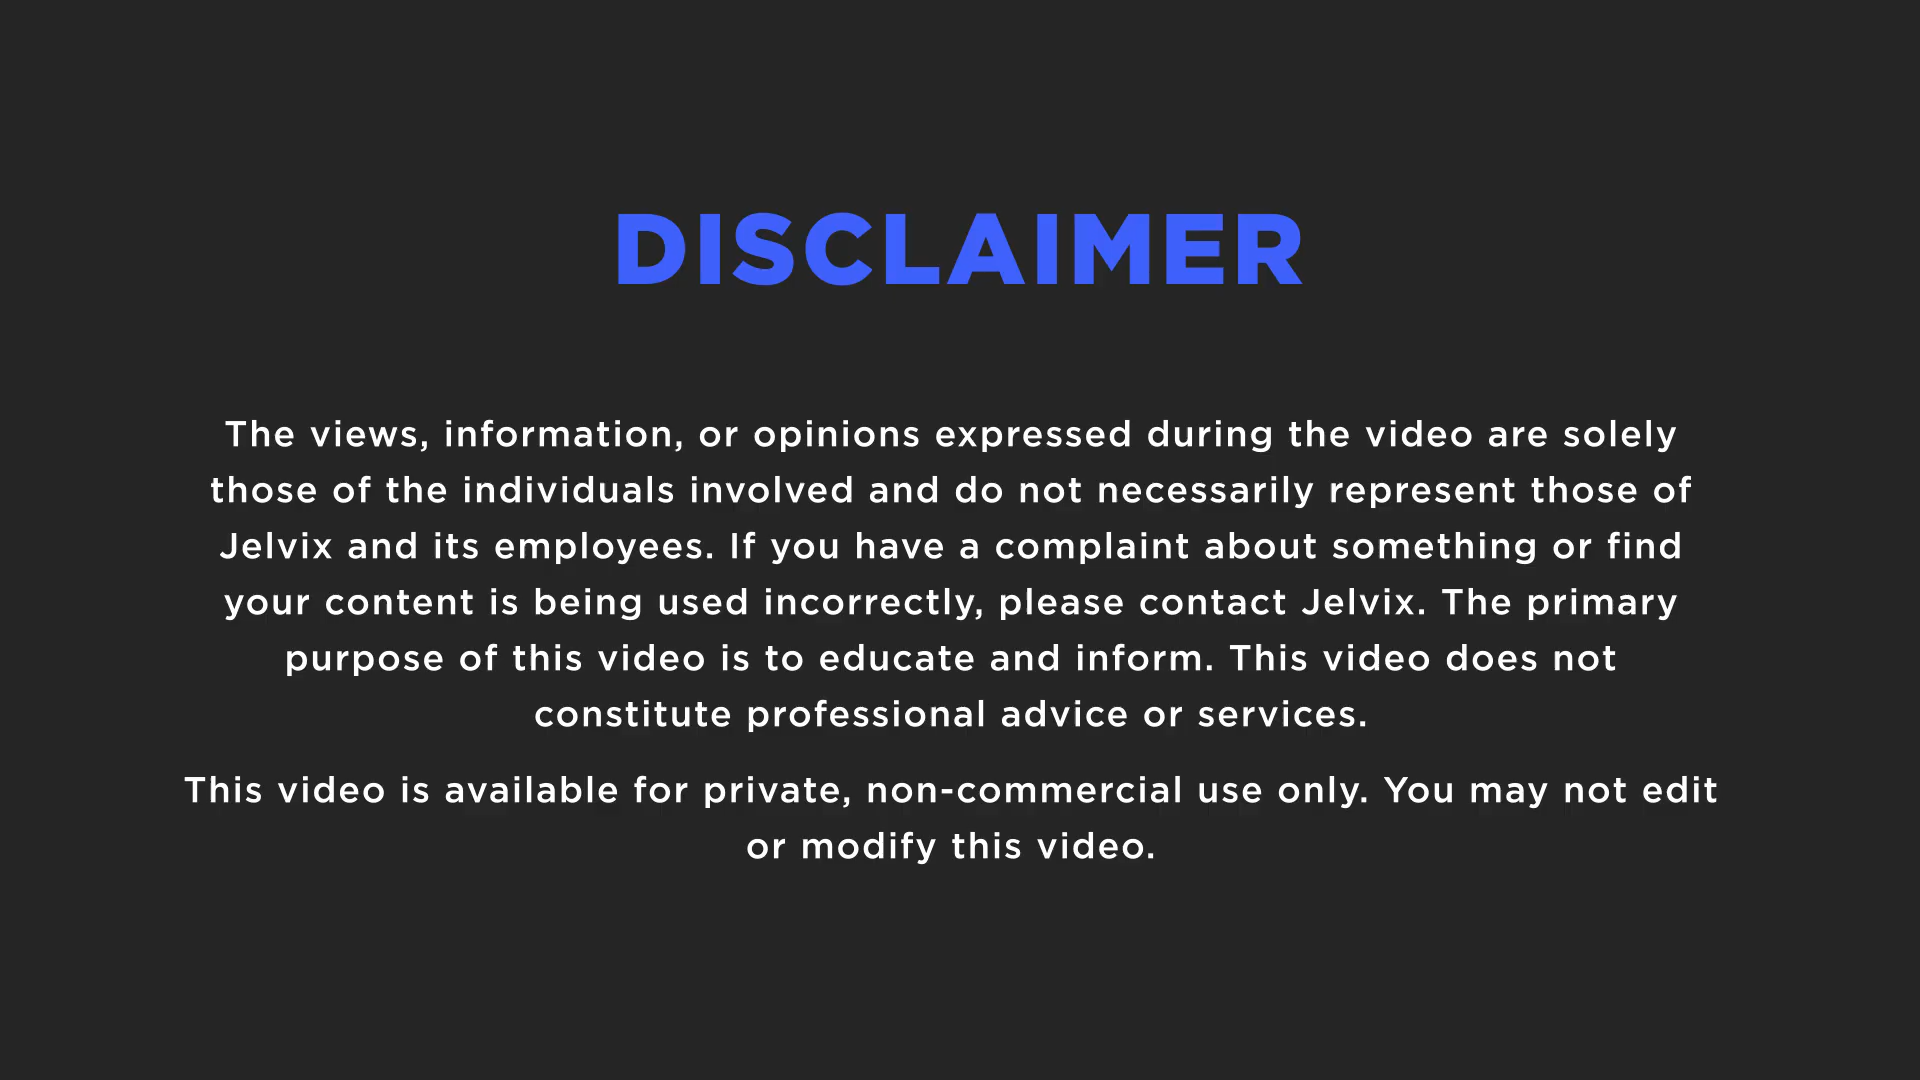 DISCLAIMER
The views, information, or opinions expressed during the video are solely
those of the individuals involved and do not necessarily represent those of
Jelvix and its employees. If you have a complaint about something or find
your content is being used incorrectly, please contact Jelvix. The primary
purpose of this video is to educate and inform. This video does not
constitute professional advice or services.
This video is available for private, non-commercial use only. You may not edit
or modify this video.